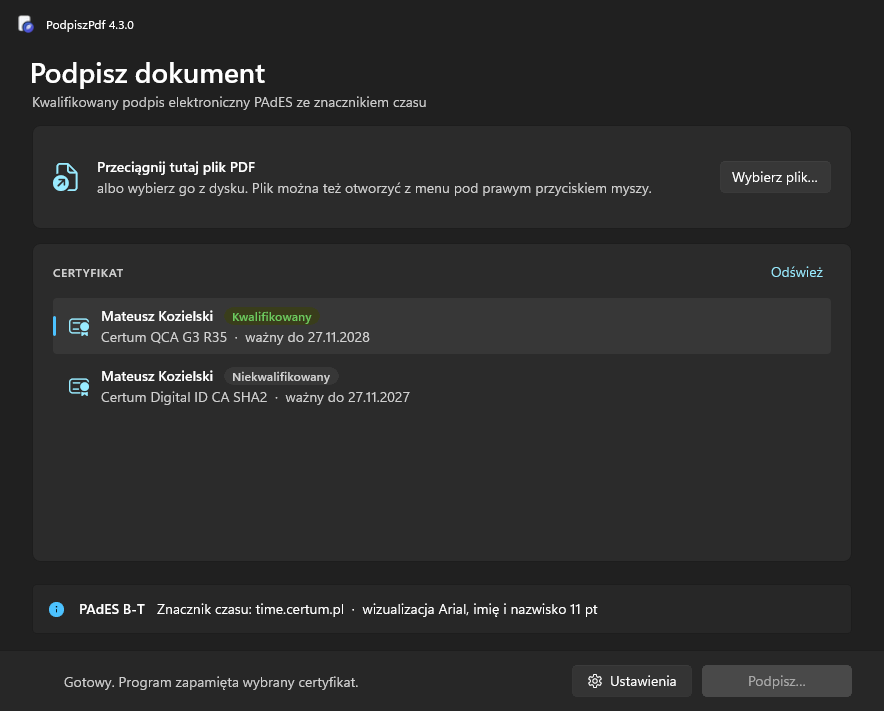 PodpiszPdf 4.3.0
Podpisz dokument
Kwalifikowany podpis elektroniczny PAdES ze znacznikiem czasu
Przeciągnij tutaj plik PDF
albo wybierz go z dysku. Plik można też otworzyć z menu pod prawym przyciskiem myszy.
Wybierz plik...
CERTYFIKAT
Odśwież
Mateusz Kozielski Kwalifikowany
Certum QCA G3 R35 · ważny do 27.11.2028
Mateusz Kozielski Niekwalifikowany
Certum Digital ID CA SHA2 · ważny do 27.11.2027
PAdES B-T Znacznik czasu: time.certum.pl · wizualizacja Arial, imię i nazwisko 11 pt
Gotowy. Program zapamięta wybrany certyfikat.
Ustawienia
Podpisz...